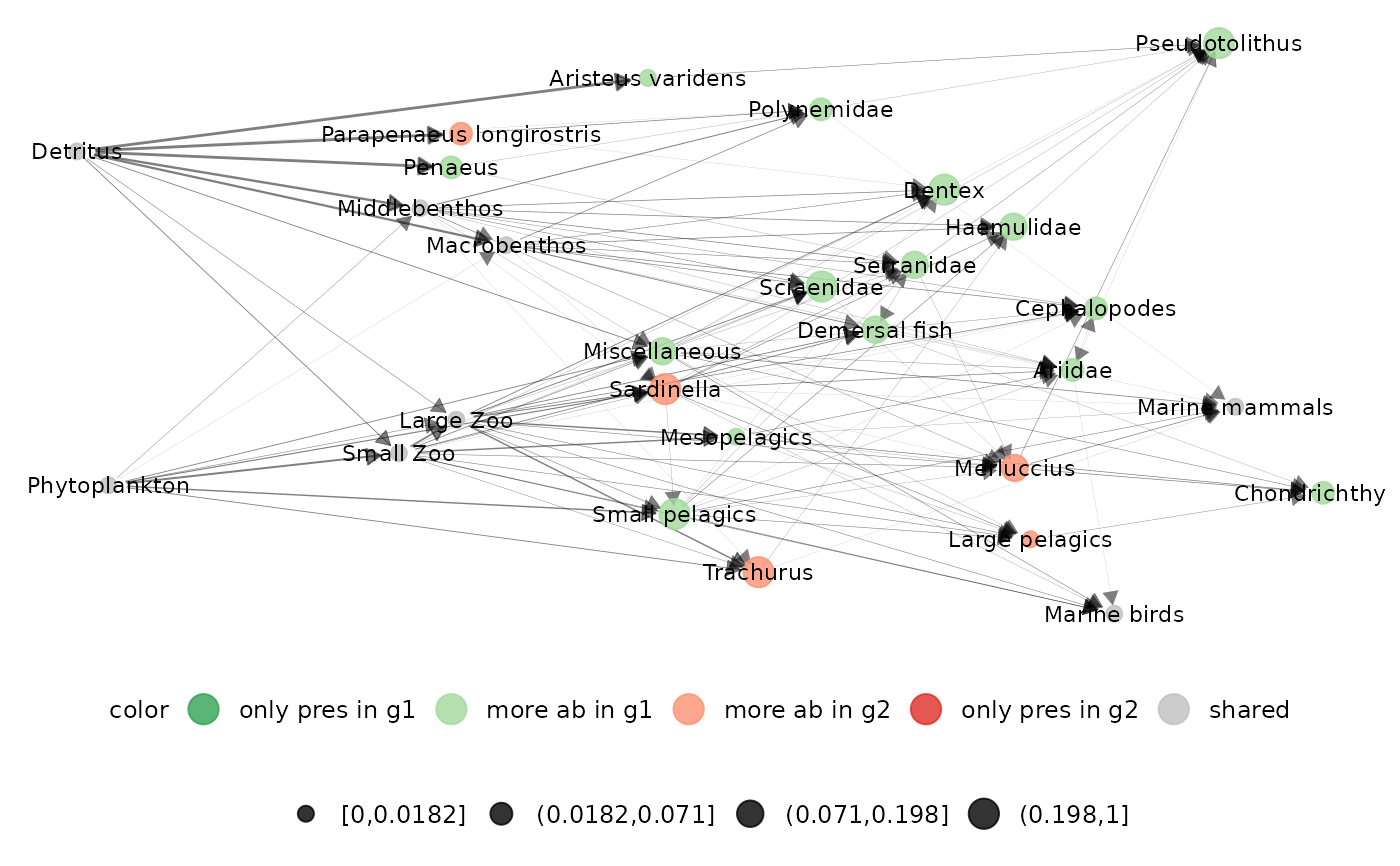 Pseudotolithus
Aristeus varidens
Polynemidae
Parapenaeus longirostris
Detritus
Penaeus
Dentex
Middlebenthos
Haemulidae
Macrobenthos
Serranidae
Sciaenidae
Cephalopodes
Demersal fish
Miscellaneous
Ariidae
Sardinella
Marine mammals
Large Zoo
Mesopelagics
Small Zoo
Merluccius
Phytoplankton
Chondrichthy
Small pelagics
Large pelagics
Trachurus
Marine birds
color only pres in g1 more ab in g1 more ab in g2 only pres in g2 shared
[0,0.0182] (0.0182,0.071] (0.071,0.198] (0.198,1]